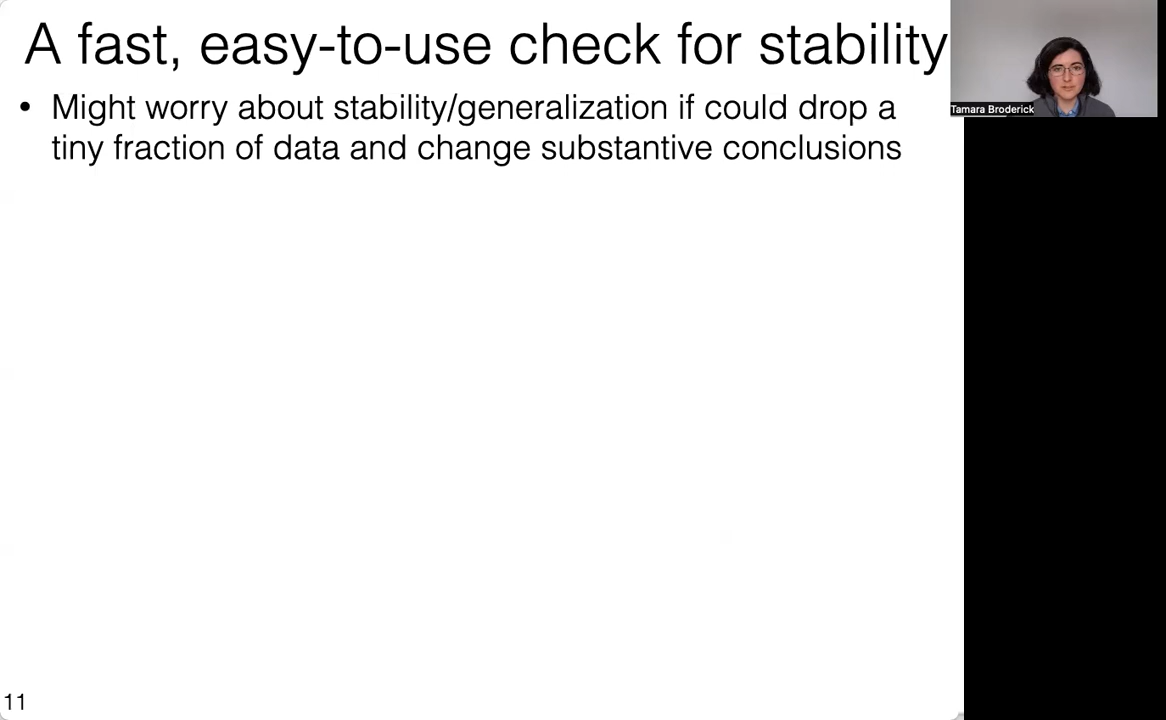 A fast, easy-to-use check for stability
• Might worry about stability/generalization if could drop a
tiny fraction of data and change substantive conclusions
Tamara Broderick
11